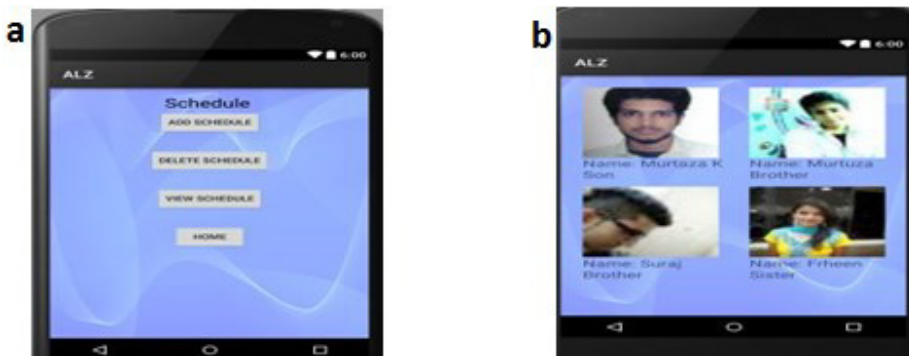 a
6:00
ALZ
Schedule
ADD SCHEDULE
DELETE SCHEDULE
VIEW SCHEDULE
HOME
b
6:00
ALZ
Name: Murtaza K
Son
Name: Murtuza
Brother
Name: Suraj
Brother
Name: Frheen
Sister